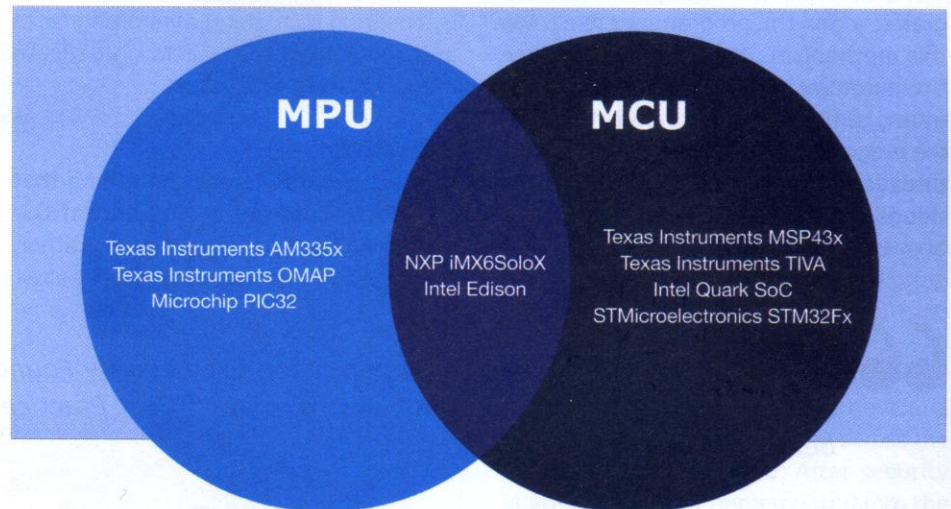 MPU
MCU
Texas Instruments AM335x
Texas Instruments OMAP
Microchip PIC32
NXP iMX6SoloX
Intel Edison
Texas Instruments MSP43x
Texas Instruments TIVA
Intel Quark SoC
STMicroelectronics STM32Fx